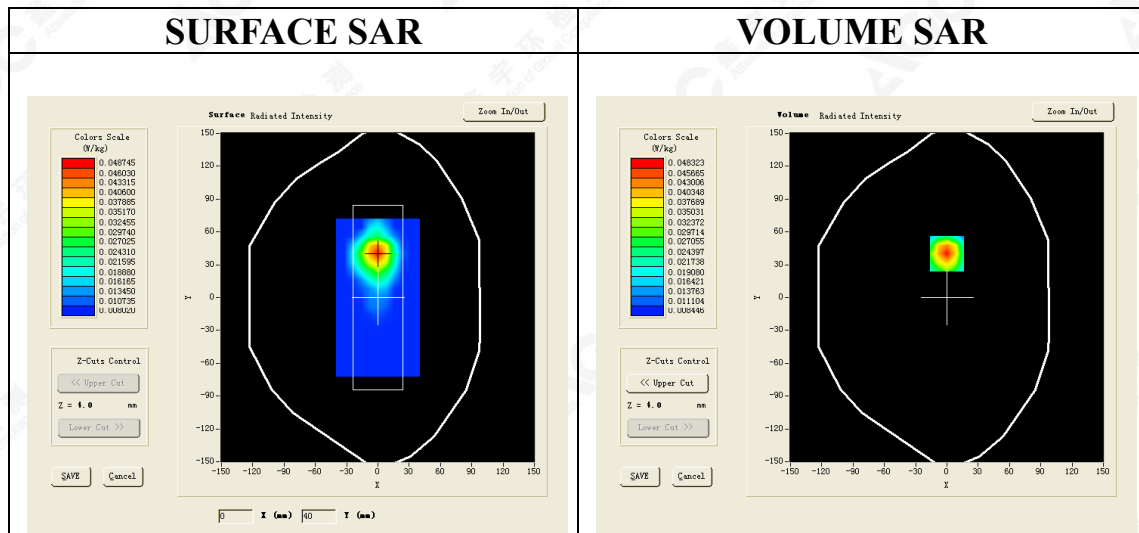 SURFACE SAR
VOLUME SAR
Surface Radiated Intensity
Zoom In/Out
Colors Scale
(W/kg)
0.048745
0.046030
0.043315
0.040600
0.037885
0.035170
0.032455
0.029740
0.027025
0.024310
0.021595
0.018880
0.016165
0.013450
0.010735
0.008020
150
120
90
60
30
0
-30
-60
-90
-120
-150
Y
-150 -120 -90 -60 -30 0 30 60 90 120 150
X
Z-Cuts Control
<< Upper Cut
Z = 4.0 mm
Lower Cut >>
SAVE Cancel
0 X (mm) 40 Y (mm)
Volume Radiated Intensity
Zoom In/Out
Colors Scale
(W/kg)
0.048323
0.045665
0.043006
0.040348
0.037689
0.035031
0.032372
0.029714
0.027055
0.024397
0.021738
0.019080
0.016421
0.013763
0.011104
0.008446
150
120
90
60
30
0
-30
-60
-90
-120
-150
Y
-150 -120 -90 -60 -30 0 30 60 90 120 150
X
Z-Cuts Control
<< Upper Cut
Z = 4.0 mm
Lower Cut >>
SAVE Cancel